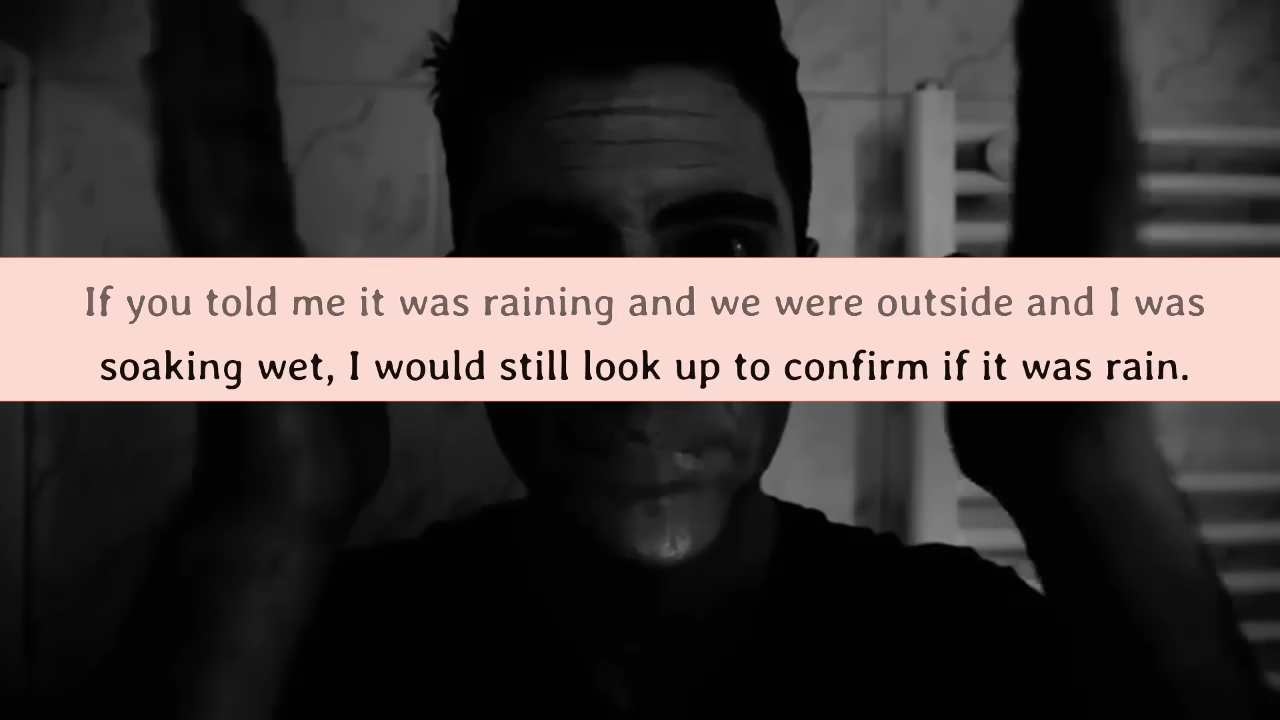 If you told me it was raining and we were outside and I was
soaking wet, I would still look up to confirm if it was rain.